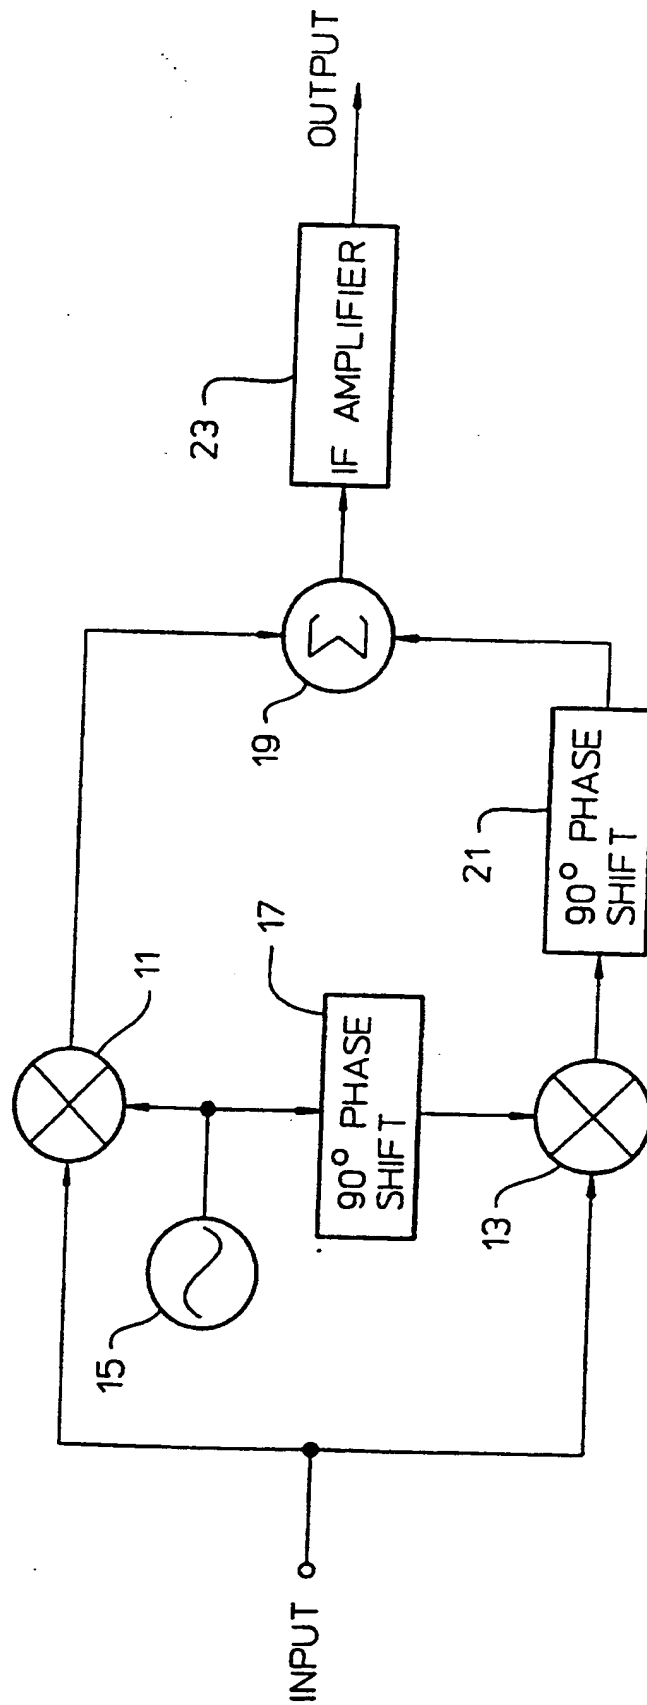 INPUT
15
11
17
90° PHASE
SHIFT
13
21
90° PHASE
SHIFT
19
Σ
23
IF AMPLIFIER
OUTPUT